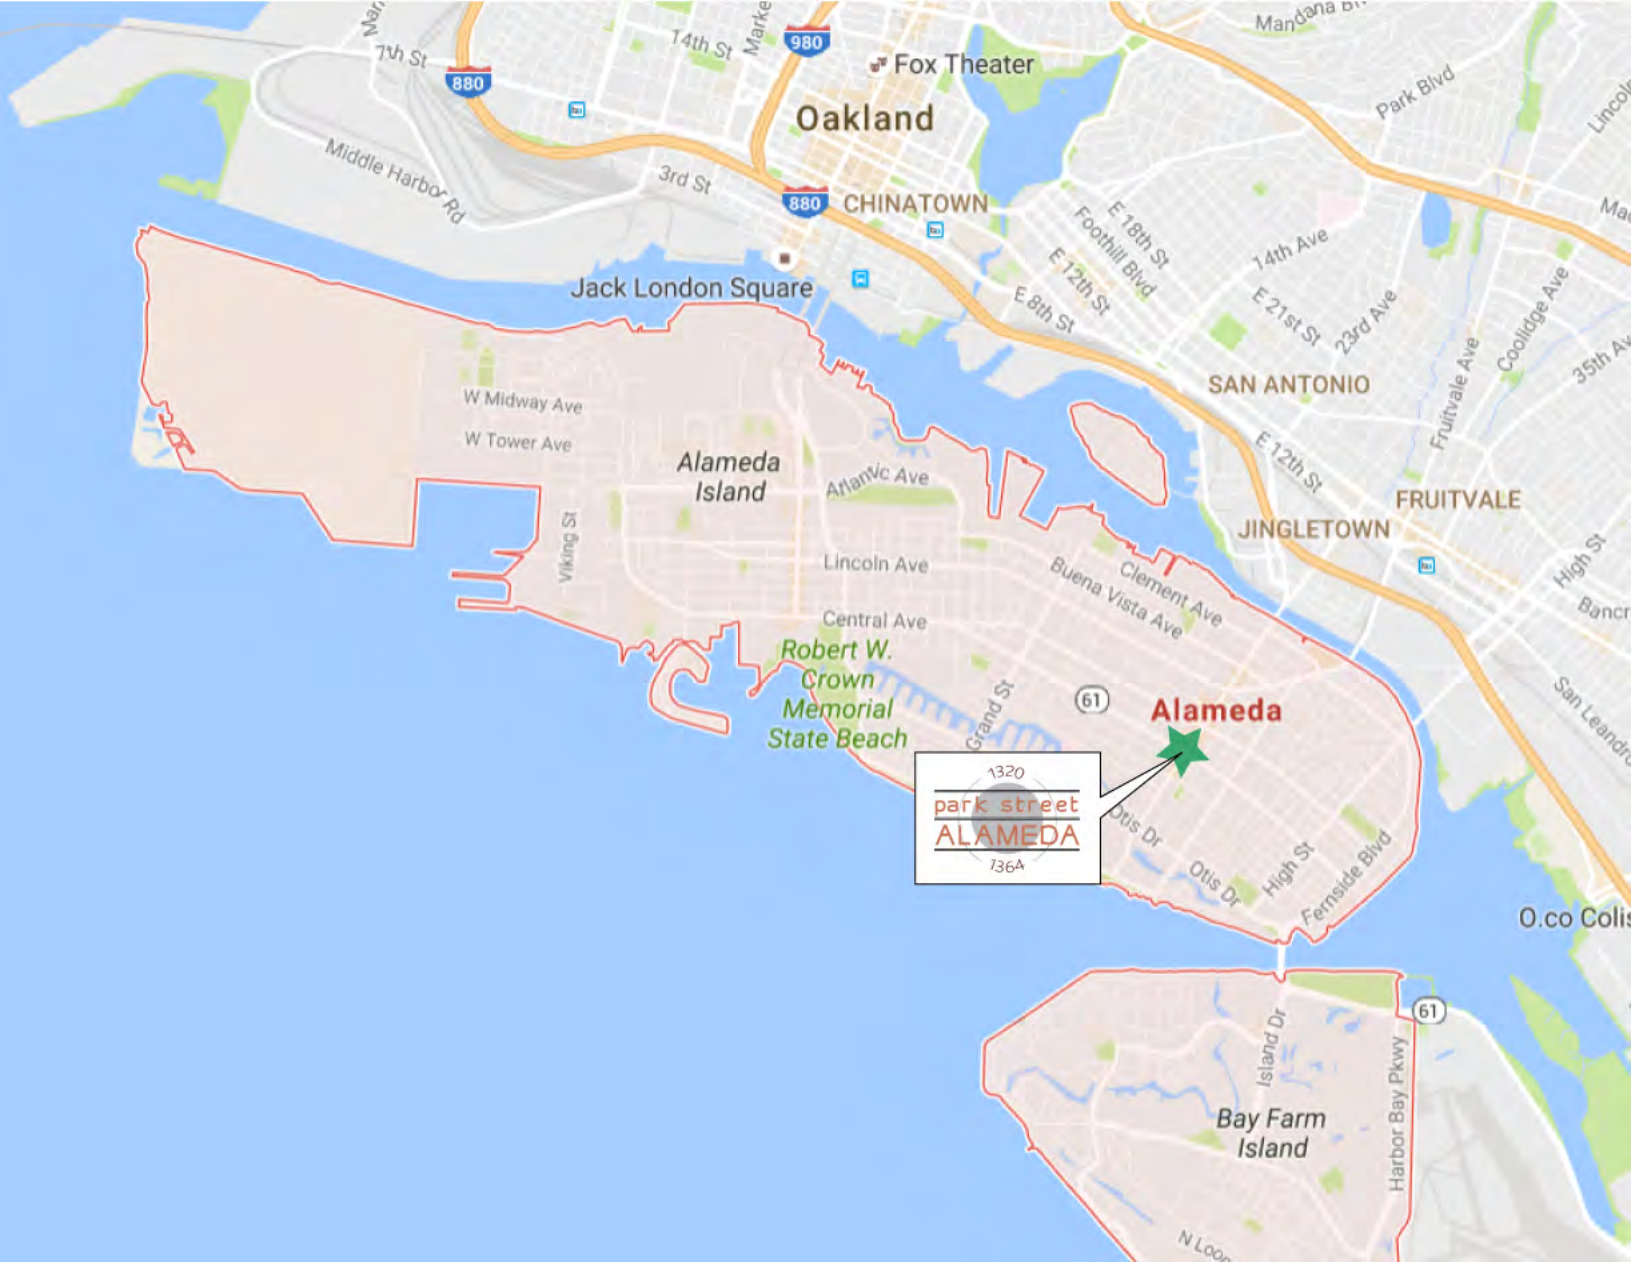 Mandana
Park Blvd
Lincoln
7th St
14th St
980
Fox Theater
880
Oakland
Middle Harbor Rd
3rd St
880
CHINATOWN
E 18th St
Foothill Blvd
14th Ave
E 12th St
Jack London Square
E 8th St
E 21st St
23rd Ave
Coolidge Ave
Fruitvale Ave
35th Av
SAN ANTONIO
W Midway Ave
W Tower Ave
Alameda
Island
Atlantic Ave
E 12th St
FRUITVALE
JINGLETOWN
Viking St
Lincoln Ave
High St
Clement Ave
Buena Vista Ave
Bancr
Central Ave
Robert W.
Crown
Memorial
State Beach
Grand St
61
Alameda
San Leandro
1320
park street
ALAMEDA
1364
Otis Dr
Otis Dr
High St
Fernside Blvd
O.co Colis
61
Island Dr
Harbor Bay Pkwy
Bay Farm
Island
N Loop